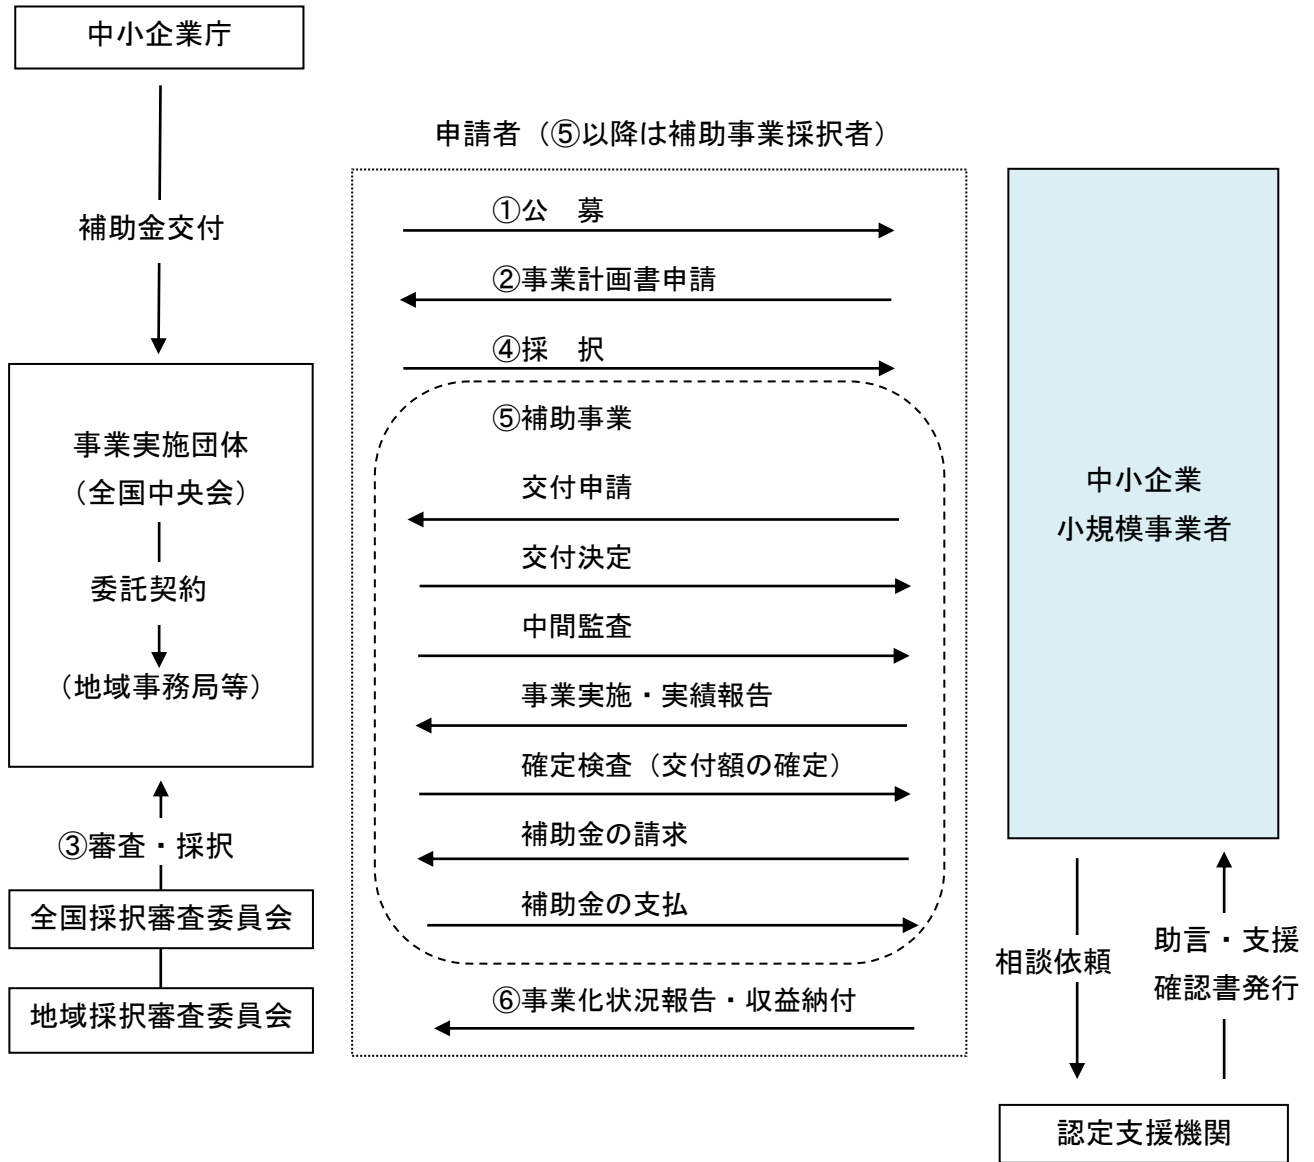 中小企業庁
補助金交付
事業実施団体
（全国中央会）
委託契約
（地域事務局等）
③審査・採択
全国採択審査委員会
地域採択審査委員会
申請者（⑤以降は補助事業採択者）
①公　募
②事業計画書申請
④採　択
⑤補助事業
交付申請
交付決定
中間監査
事業実施・実績報告
確定検査（交付額の確定）
補助金の請求
補助金の支払
⑥事業化状況報告・収益納付
中小企業
小規模事業者
相談依頼
助言・支援
確認書発行
認定支援機関